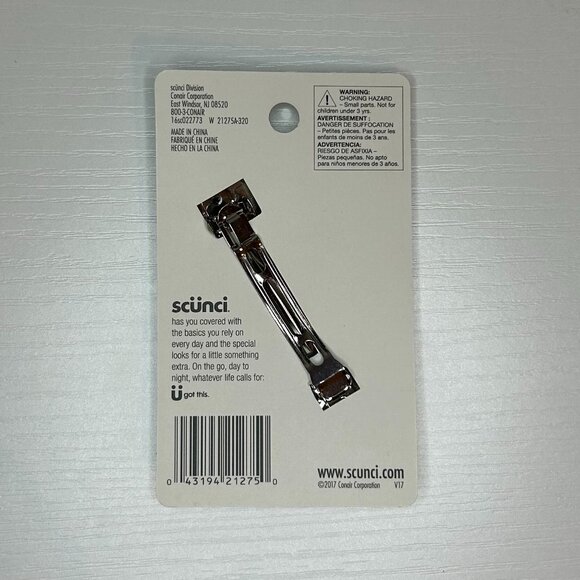 scünci Division
Conair Corporation
East Windsor, NJ 08520
800-3-CONAIR
16sc022773 W 21275A-320
MADE IN CHINA
FABRIQUÉ EN CHINE
HECHO EN LA CHINA
WARNING:
CHOKING HAZARD
– Small parts. Not for
children under 3 yrs.
AVERTISSEMENT :
DANGER DE SUFFOCATION
– Petites pièces. Pas pour les
enfants de moins de 3 ans.
ADVERTENCIA:
RIESGO DE ASFIXIA –
Piezas pequeñas. No apto
para niños menores de 3 años.
scünci.
has you covered with
the basics you rely on
every day and the special
looks for a little something
extra. On the go, day to
night, whatever life calls for:
Ü got this.
0 43194 21275 0
www.scunci.com
©2017 Conair Corporation V17